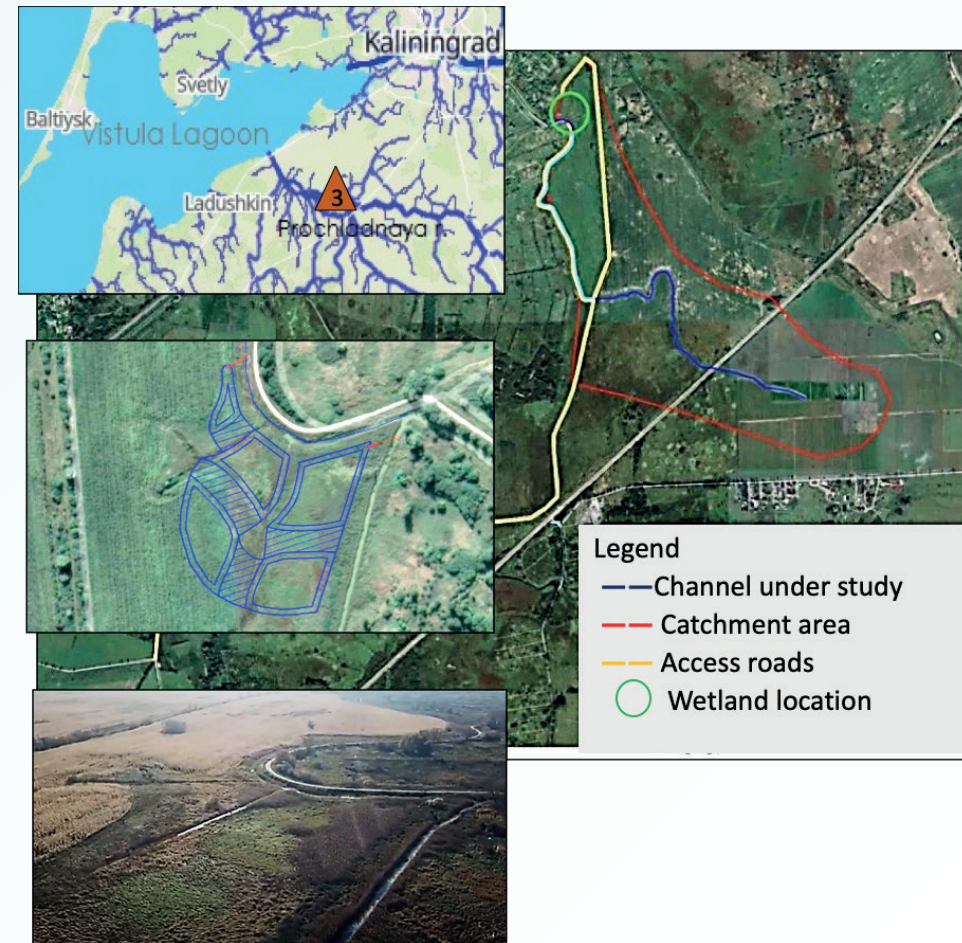 Kaliningrad
Svetly
Baltiysk
Vistula Lagoon
Ladushkin
3
Prochladnaya r.
Legend
Channel under study
Catchment area
Access roads
Wetland location